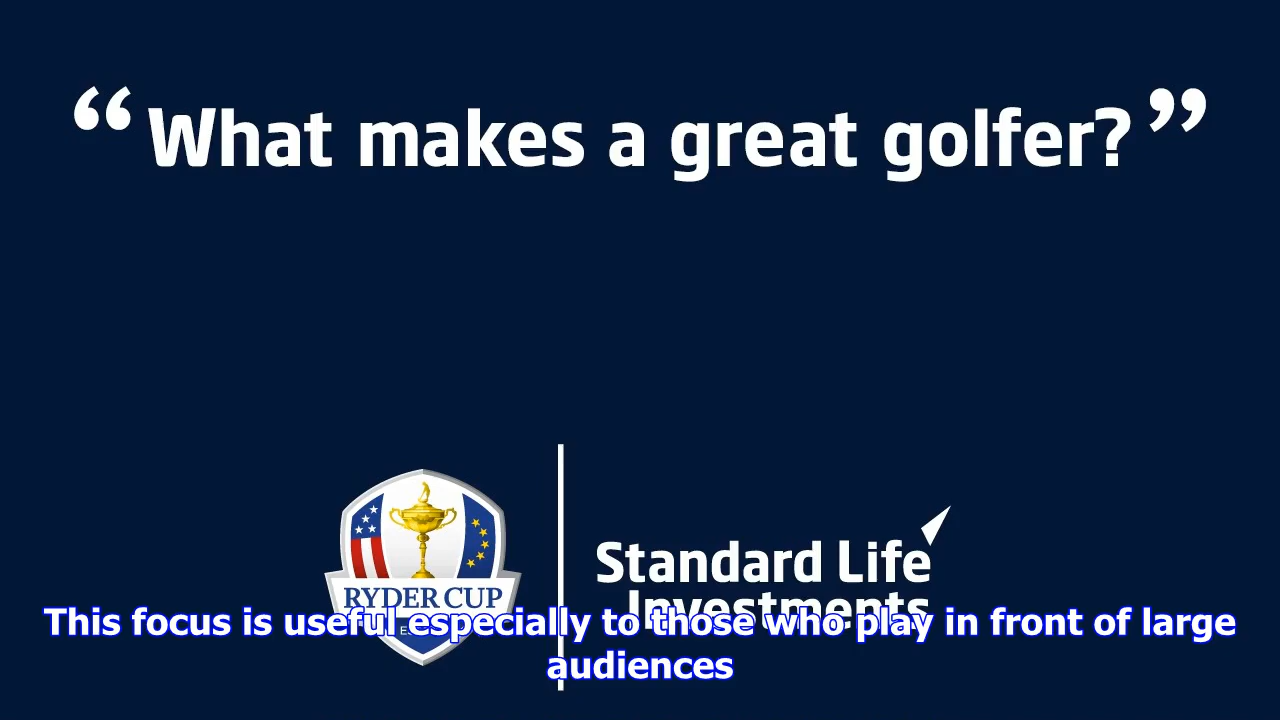 “What makes a great golfer?”
RYDER CUP
Standard Life
Investments
This focus is useful especially to those who play in front of large
audiences